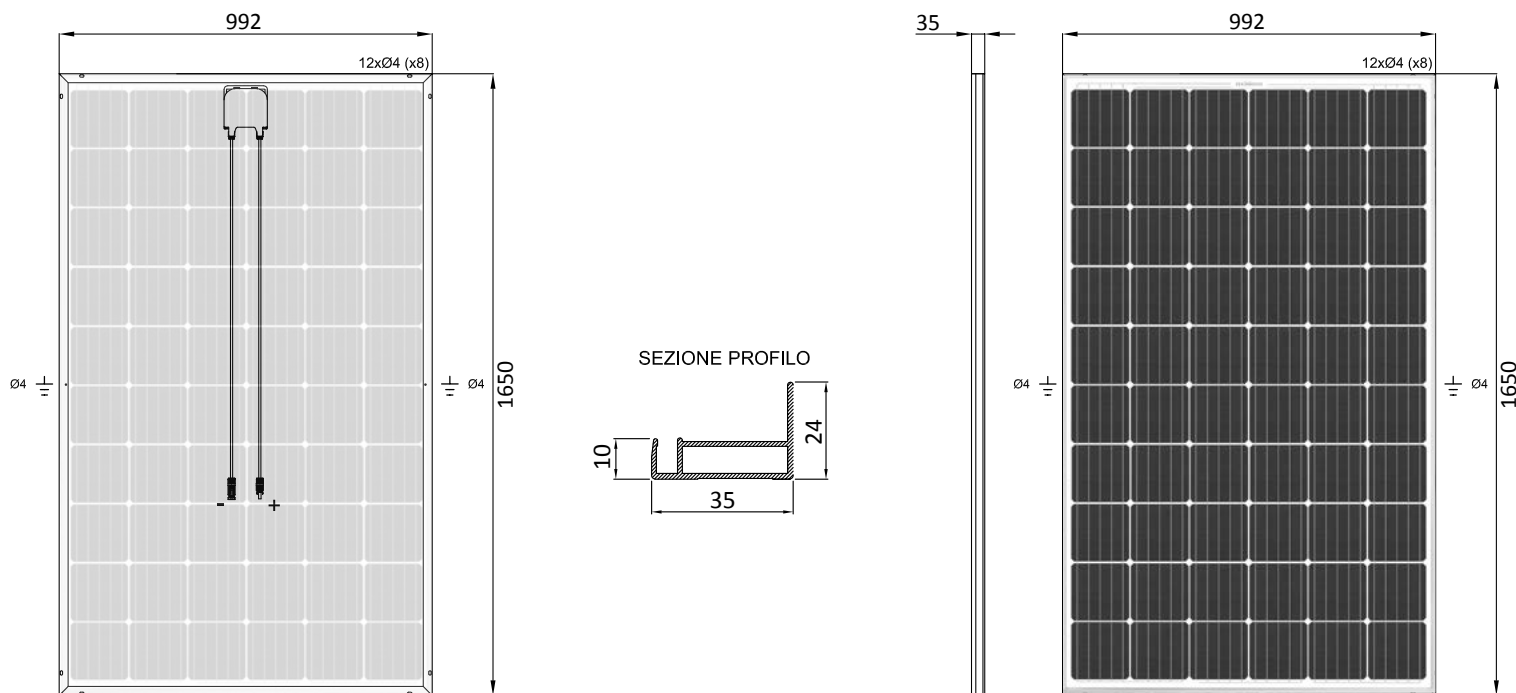 992
12xØ4 (x8)
1650
Ø4
Ø4
- +
SEZIONE PROFILO
10
24
35
35
992
12xØ4 (x8)
1650
Ø4
Ø4